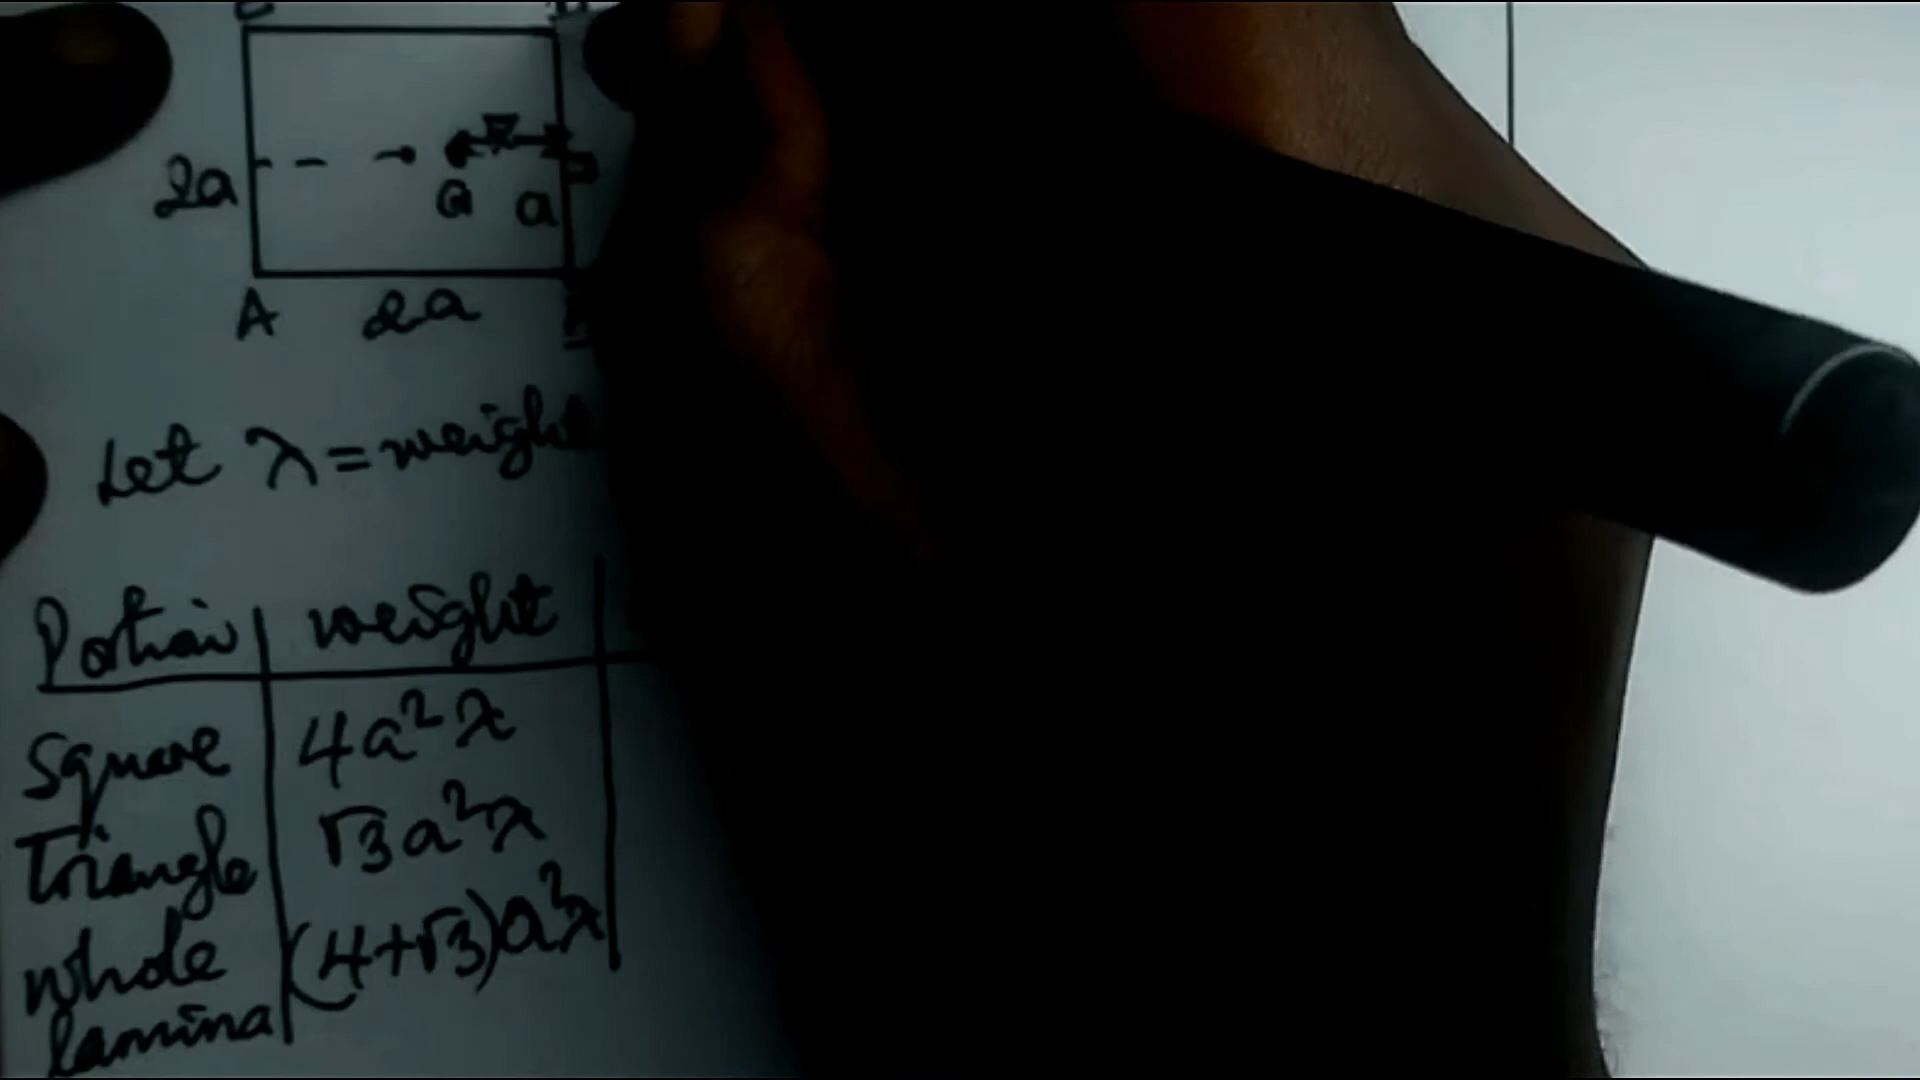 x̄
2a
Q a
A 2a
Let λ = weight
Portion weight
Square 4a²λ
Triangle √3a²λ
whole (4+√3)a²λ
lamina